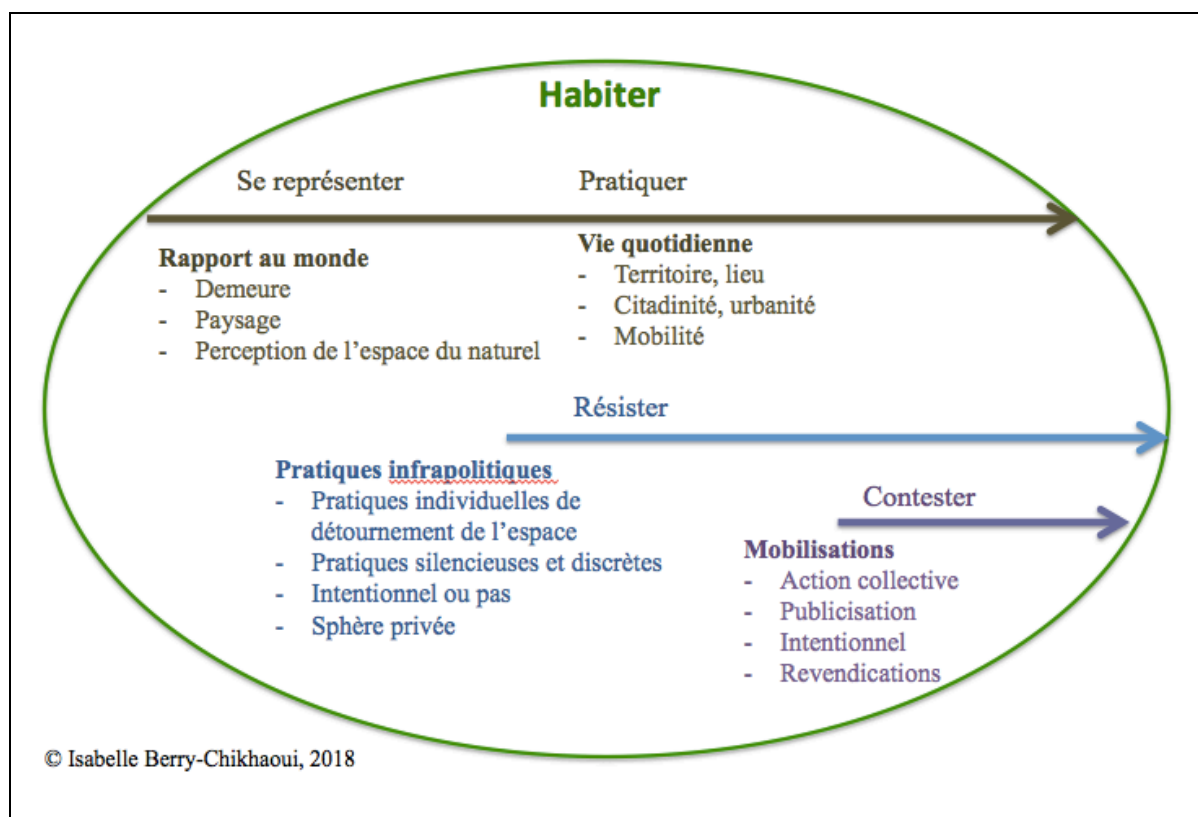 Habiter
Se représenter
Pratiquer
Rapport au monde
- Demeure
- Paysage
- Perception de l’espace du naturel
Vie quotidienne
- Territoire, lieu
- Citadinité, urbanité
- Mobilité
Résister
Pratiques infrapolitiques
- Pratiques individuelles de
détournement de l’espace
- Pratiques silencieuses et discrètes
- Intentionnel ou pas
- Sphère privée
Contester
Mobilisations
- Action collective
- Publicisation
- Intentionnel
- Revendications
© Isabelle Berry-Chikhaoui, 2018